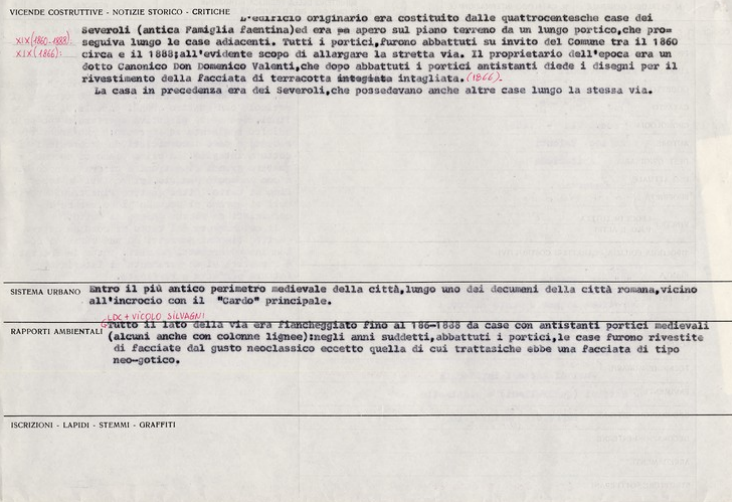 VICENDE COSTRUTTIVE - NOTIZIE STORICO - CRITICHE
L'edificio originario era costituito dalle quattrocentesche case dei
XIX(1860-1888) Severoli (antica Famiglia faentina)ed era apero sul piano terreno da un lungo portico,che pro=
XIX(1866): seguiva lungo le case adiacenti. Tutti i portici,furono abbattuti su invito del Comune tra il 1860
circa e il 1888;all'evidente scopo di allargare la stretta via. Il proprietario dell'epoca era un
dotto Canonico Don Domenico Valenti,che dopo abbattuti i portici antistanti diede i disegni per il
rivestimento della facciata di terracotta integiata intagliata.(1866).
La casa in precedenza era dei Severoli,che possedevano anche altre case lungo la stessa via.
SISTEMA URBANO Entro il più antico perimetro medievale della città,lungo uno dei decumeni della città romana,vicino
all'incrocio con il "Cardo" principale.
LDC + VICOLO SILVAGNI
RAPPORTI AMBIENTALI Tutto il lato della via era fiancheggiato fino al 186-1888 da case con antistanti portici medievali
(alcuni anche con colonne lignee):negli anni suddetti,abbattuti i portici,le case furono rivestite
di facciate dal gusto neoclassico eccetto quella di cui trattasiche ebbe una facciata di tipo
neo-gotico.
ISCRIZIONI - LAPIDI - STEMMI - GRAFFITI